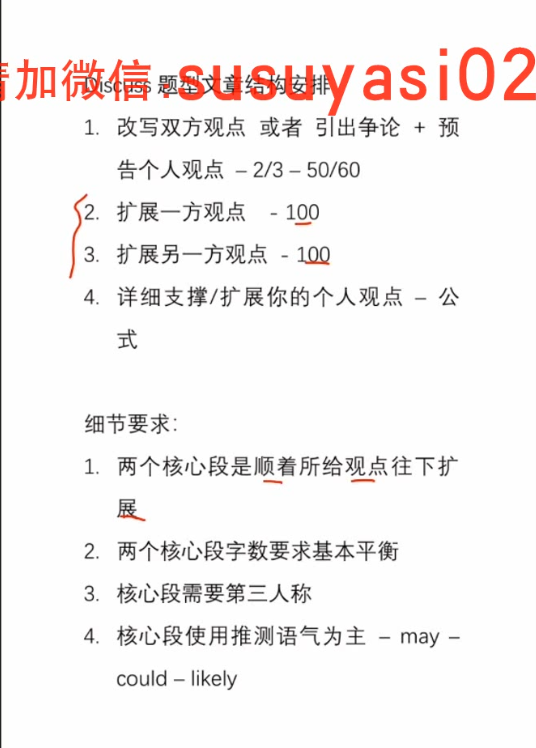 请加微信:susuyasi02
Discuss 题型文章结构安排
1. 改写双方观点 或者 引出争论 + 预
告个人观点 – 2/3 – 50/60
2. 扩展一方观点 - 100
3. 扩展另一方观点 - 100
4. 详细支撑/扩展你的个人观点 – 公
式
细节要求:
1. 两个核心段是顺着所给观点往下扩
展
2. 两个核心段字数要求基本平衡
3. 核心段需要第三人称
4. 核心段使用推测语气为主 – may –
could – likely